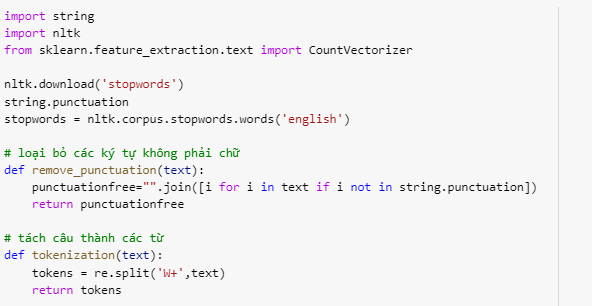 import string
import nltk
from sklearn.feature_extraction.text import CountVectorizer
nltk.download('stopwords')
string.punctuation
stopwords = nltk.corpus.stopwords.words('english')
# loại bỏ các ký tự không phải chữ
def remove_punctuation(text):
    punctuationfree="".join([i for i in text if i not in string.punctuation])
    return punctuationfree
# tách câu thành các từ
def tokenization(text):
    tokens = re.split('W+',text)
    return tokens